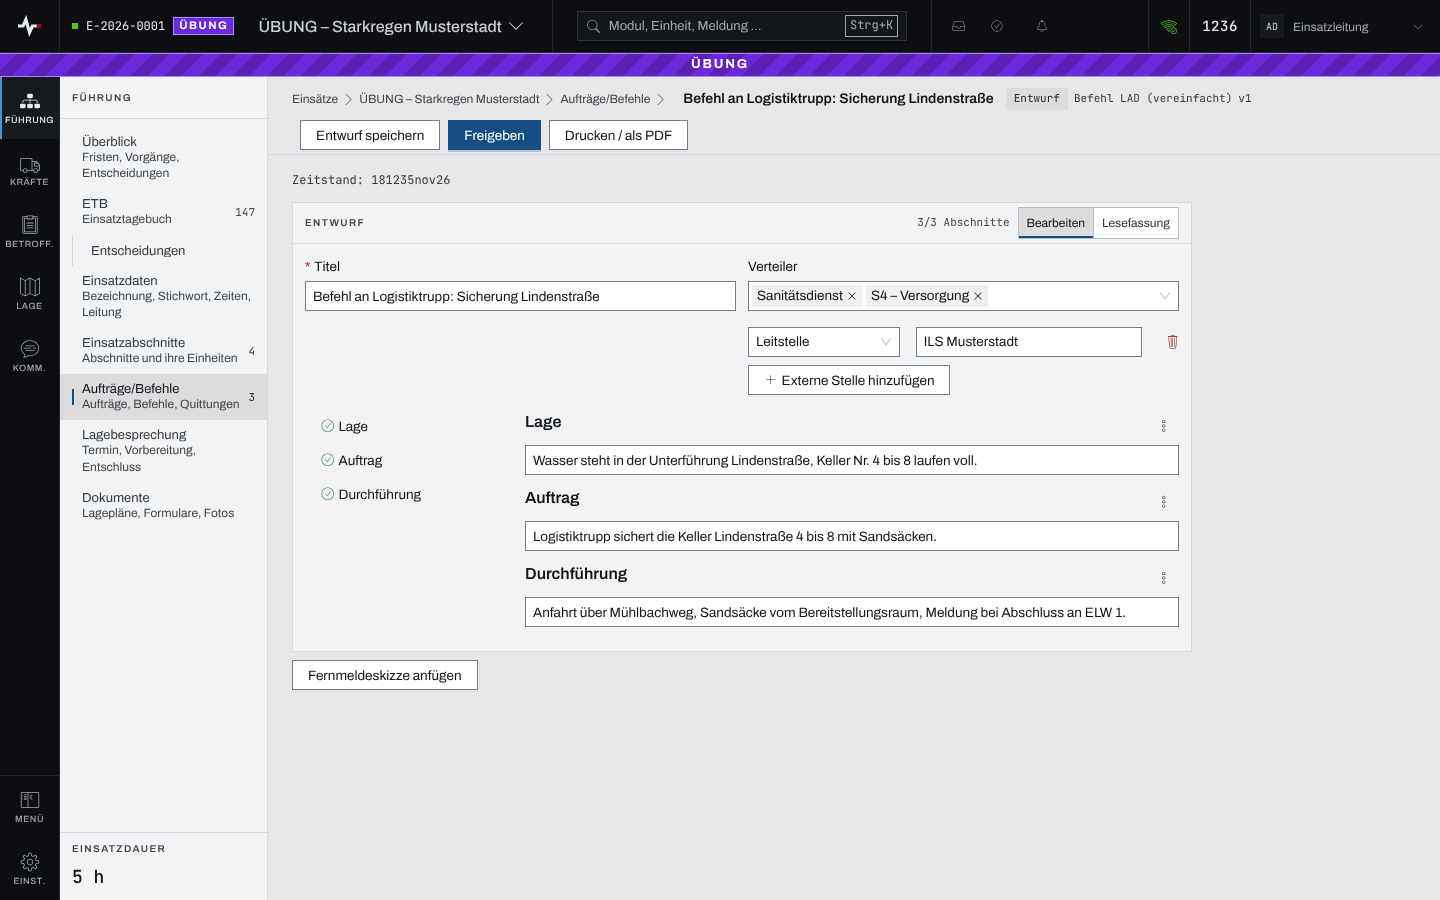 E-2026-0001 ÜBUNG ÜBUNG – Starkregen Musterstadt
Modul, Einheit, Meldung ... Strg+K
1236 AD Einsatzleitung
ÜBUNG
FÜHRUNG
KRÄFTE
BETROFF.
LAGE
KOMM.
MENÜ
EINST.
FÜHRUNG
Überblick
Fristen, Vorgänge,
Entscheidungen
ETB
Einsatztagebuch 147
Entscheidungen
Einsatzdaten
Bezeichnung, Stichwort, Zeiten,
Leitung
Einsatzabschnitte
Abschnitte und ihre Einheiten 4
Aufträge/Befehle
Aufträge, Befehle, Quittungen 3
Lagebesprechung
Termin, Vorbereitung,
Entschluss
Dokumente
Lagepläne, Formulare, Fotos
EINSATZDAUER
5 h
Einsätze ÜBUNG – Starkregen Musterstadt Aufträge/Befehle Befehl an Logistiktrupp: Sicherung Lindenstraße Entwurf Befehl LAD (vereinfacht) v1
Entwurf speichern Freigeben Drucken / als PDF
Zeitstand: 181235nov26
ENTWURF 3/3 Abschnitte Bearbeiten Lesefassung
* Titel
Befehl an Logistiktrupp: Sicherung Lindenstraße
Verteiler
Sanitätsdienst S4 – Versorgung
Leitstelle ILS Musterstadt
Externe Stelle hinzufügen
Lage
Auftrag
Durchführung
Lage
Wasser steht in der Unterführung Lindenstraße, Keller Nr. 4 bis 8 laufen voll.
Auftrag
Logistiktrupp sichert die Keller Lindenstraße 4 bis 8 mit Sandsäcken.
Durchführung
Anfahrt über Mühlbachweg, Sandsäcke vom Bereitstellungsraum, Meldung bei Abschluss an ELW 1.
Fernmeldeskizze anfügen